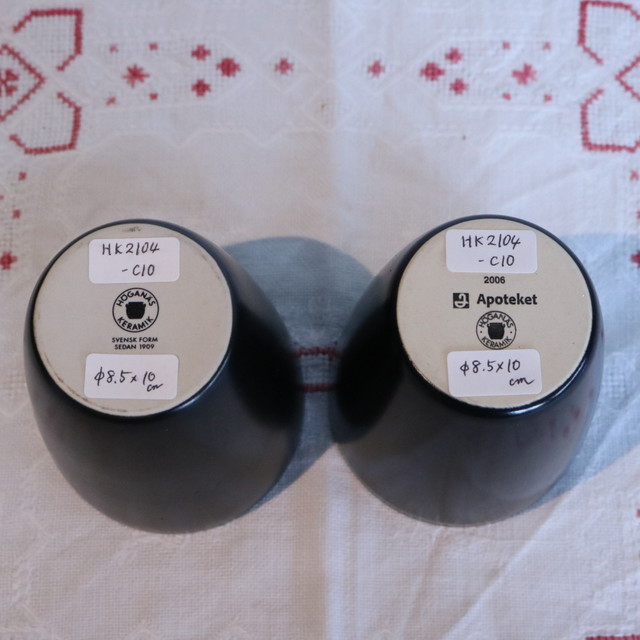 HK2104
-C10
HÖGANÄS
KERAMIK
SVENSK FORM
SEDAN 1909
φ8.5×10
cm
HK2104
-C10
2006
Apoteket
HÖGANÄS
KERAMIK
φ8.5×10
cm